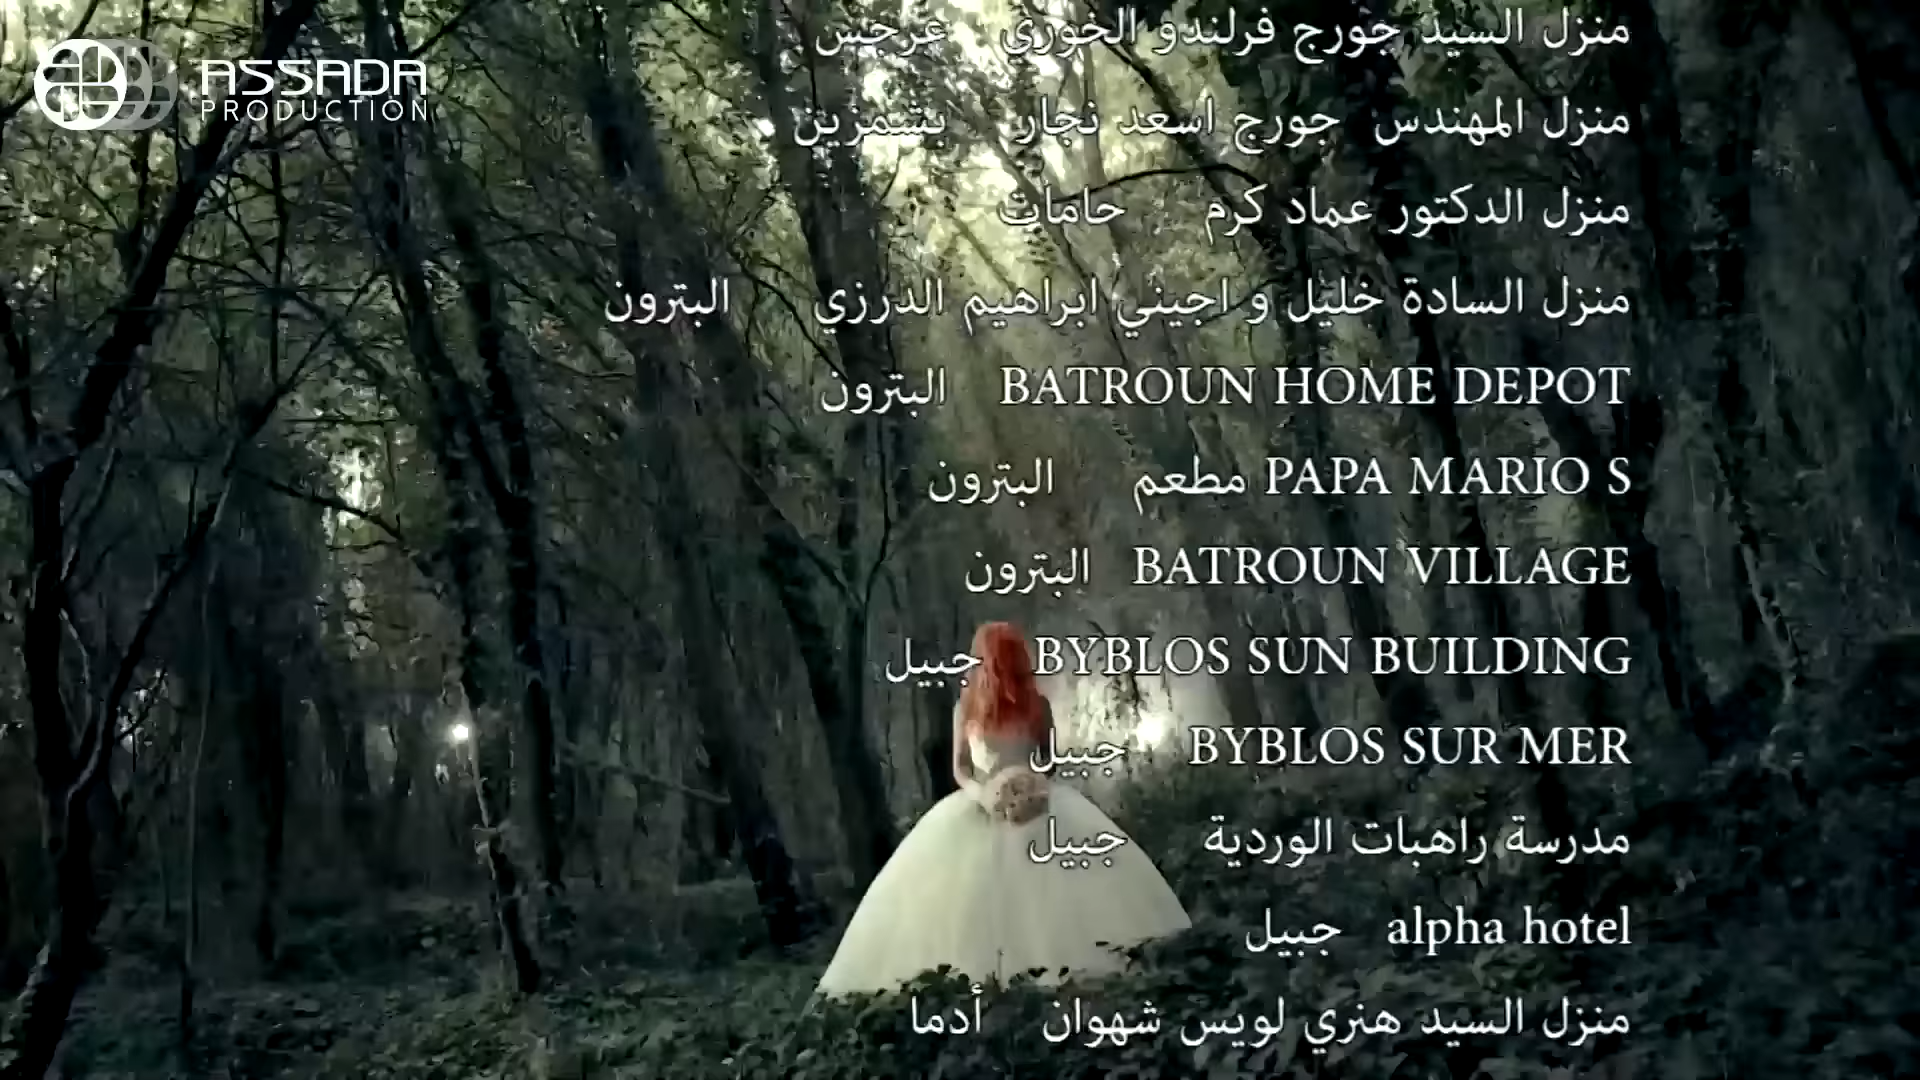 ASSADA
PRODUCTION
منزل السيد جورج فرلندو الخوري عرجس
منزل المهندس جورج اسعد نجار بشمزين
منزل الدكتور عماد كرم حامات
منزل السادة خليل و اجيني ابراهيم الدرزي البترون
BATROUN HOME DEPOT البترون
PAPA MARIO S مطعم البترون
BATROUN VILLAGE البترون
BYBLOS SUN BUILDING جبيل
BYBLOS SUR MER جبيل
مدرسة راهبات الوردية جبيل
alpha hotel جبيل
منزل السيد هنري لويس شهوان أدما